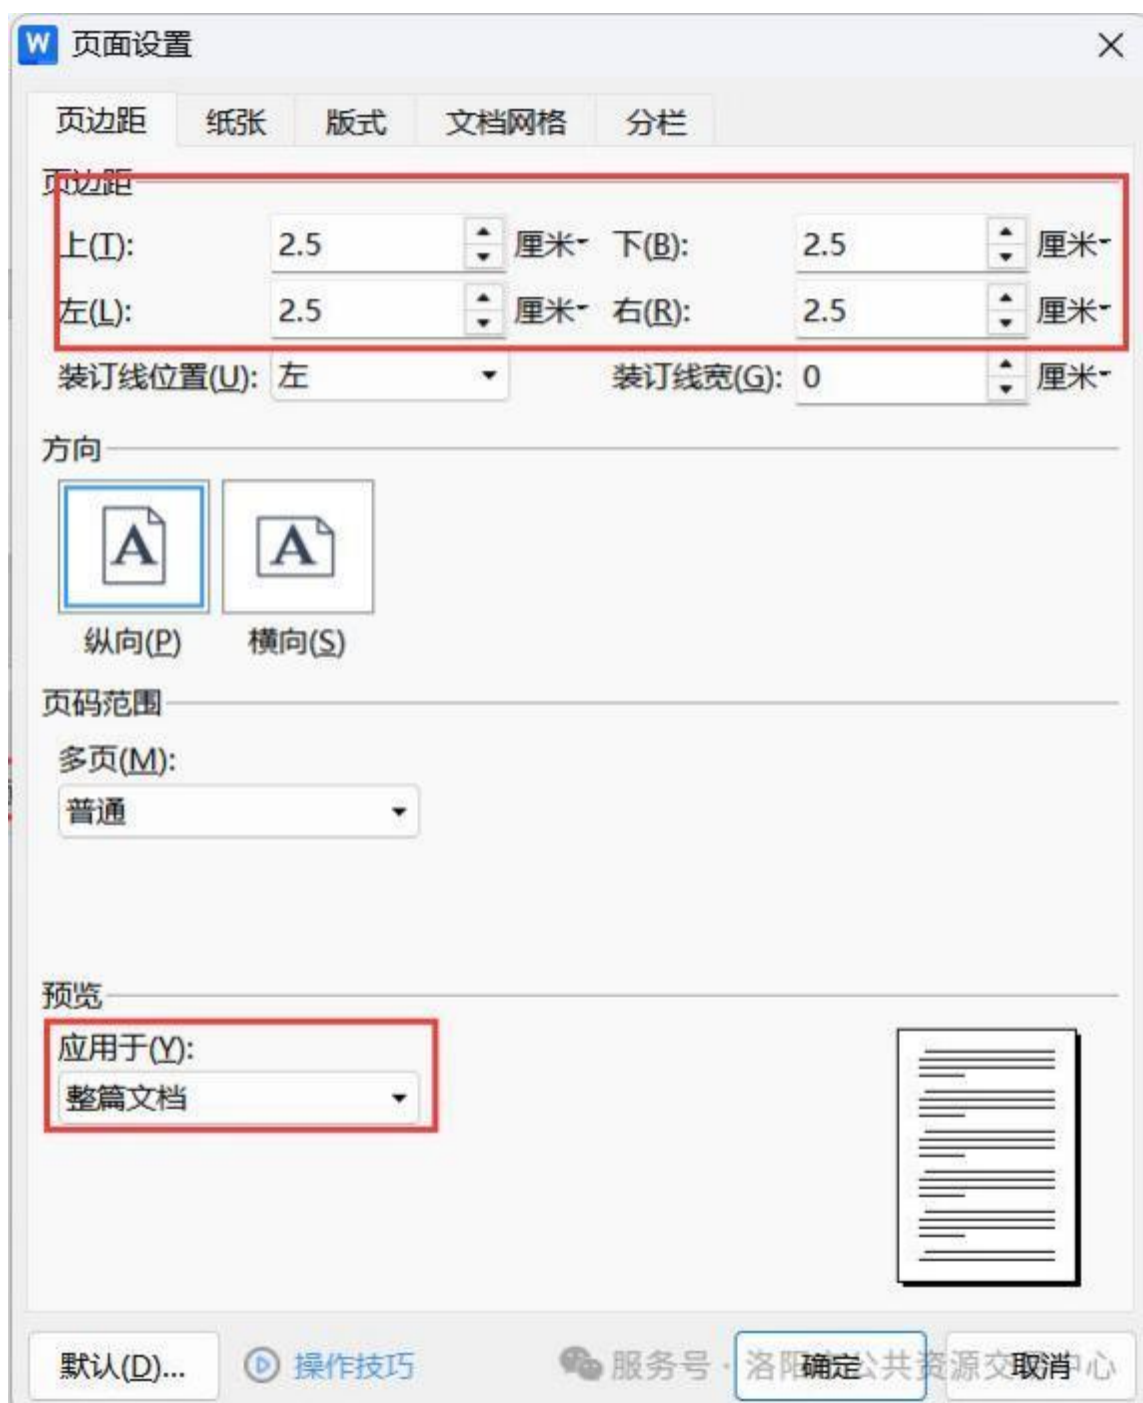 W 页面设置
页边距 纸张 版式 文档网格 分栏
页边距
上(T): 2.5 厘米 下(B): 2.5 厘米
左(L): 2.5 厘米 右(R): 2.5 厘米
装订线位置(U): 左 装订线宽(G): 0 厘米
方向
A A
纵向(P) 横向(S)
页码范围
多页(M):
普通
预览
应用于(Y):
整篇文档
默认(D)... 操作技巧 确定 取消
服务号 · 洛阳 公共资源交 中心